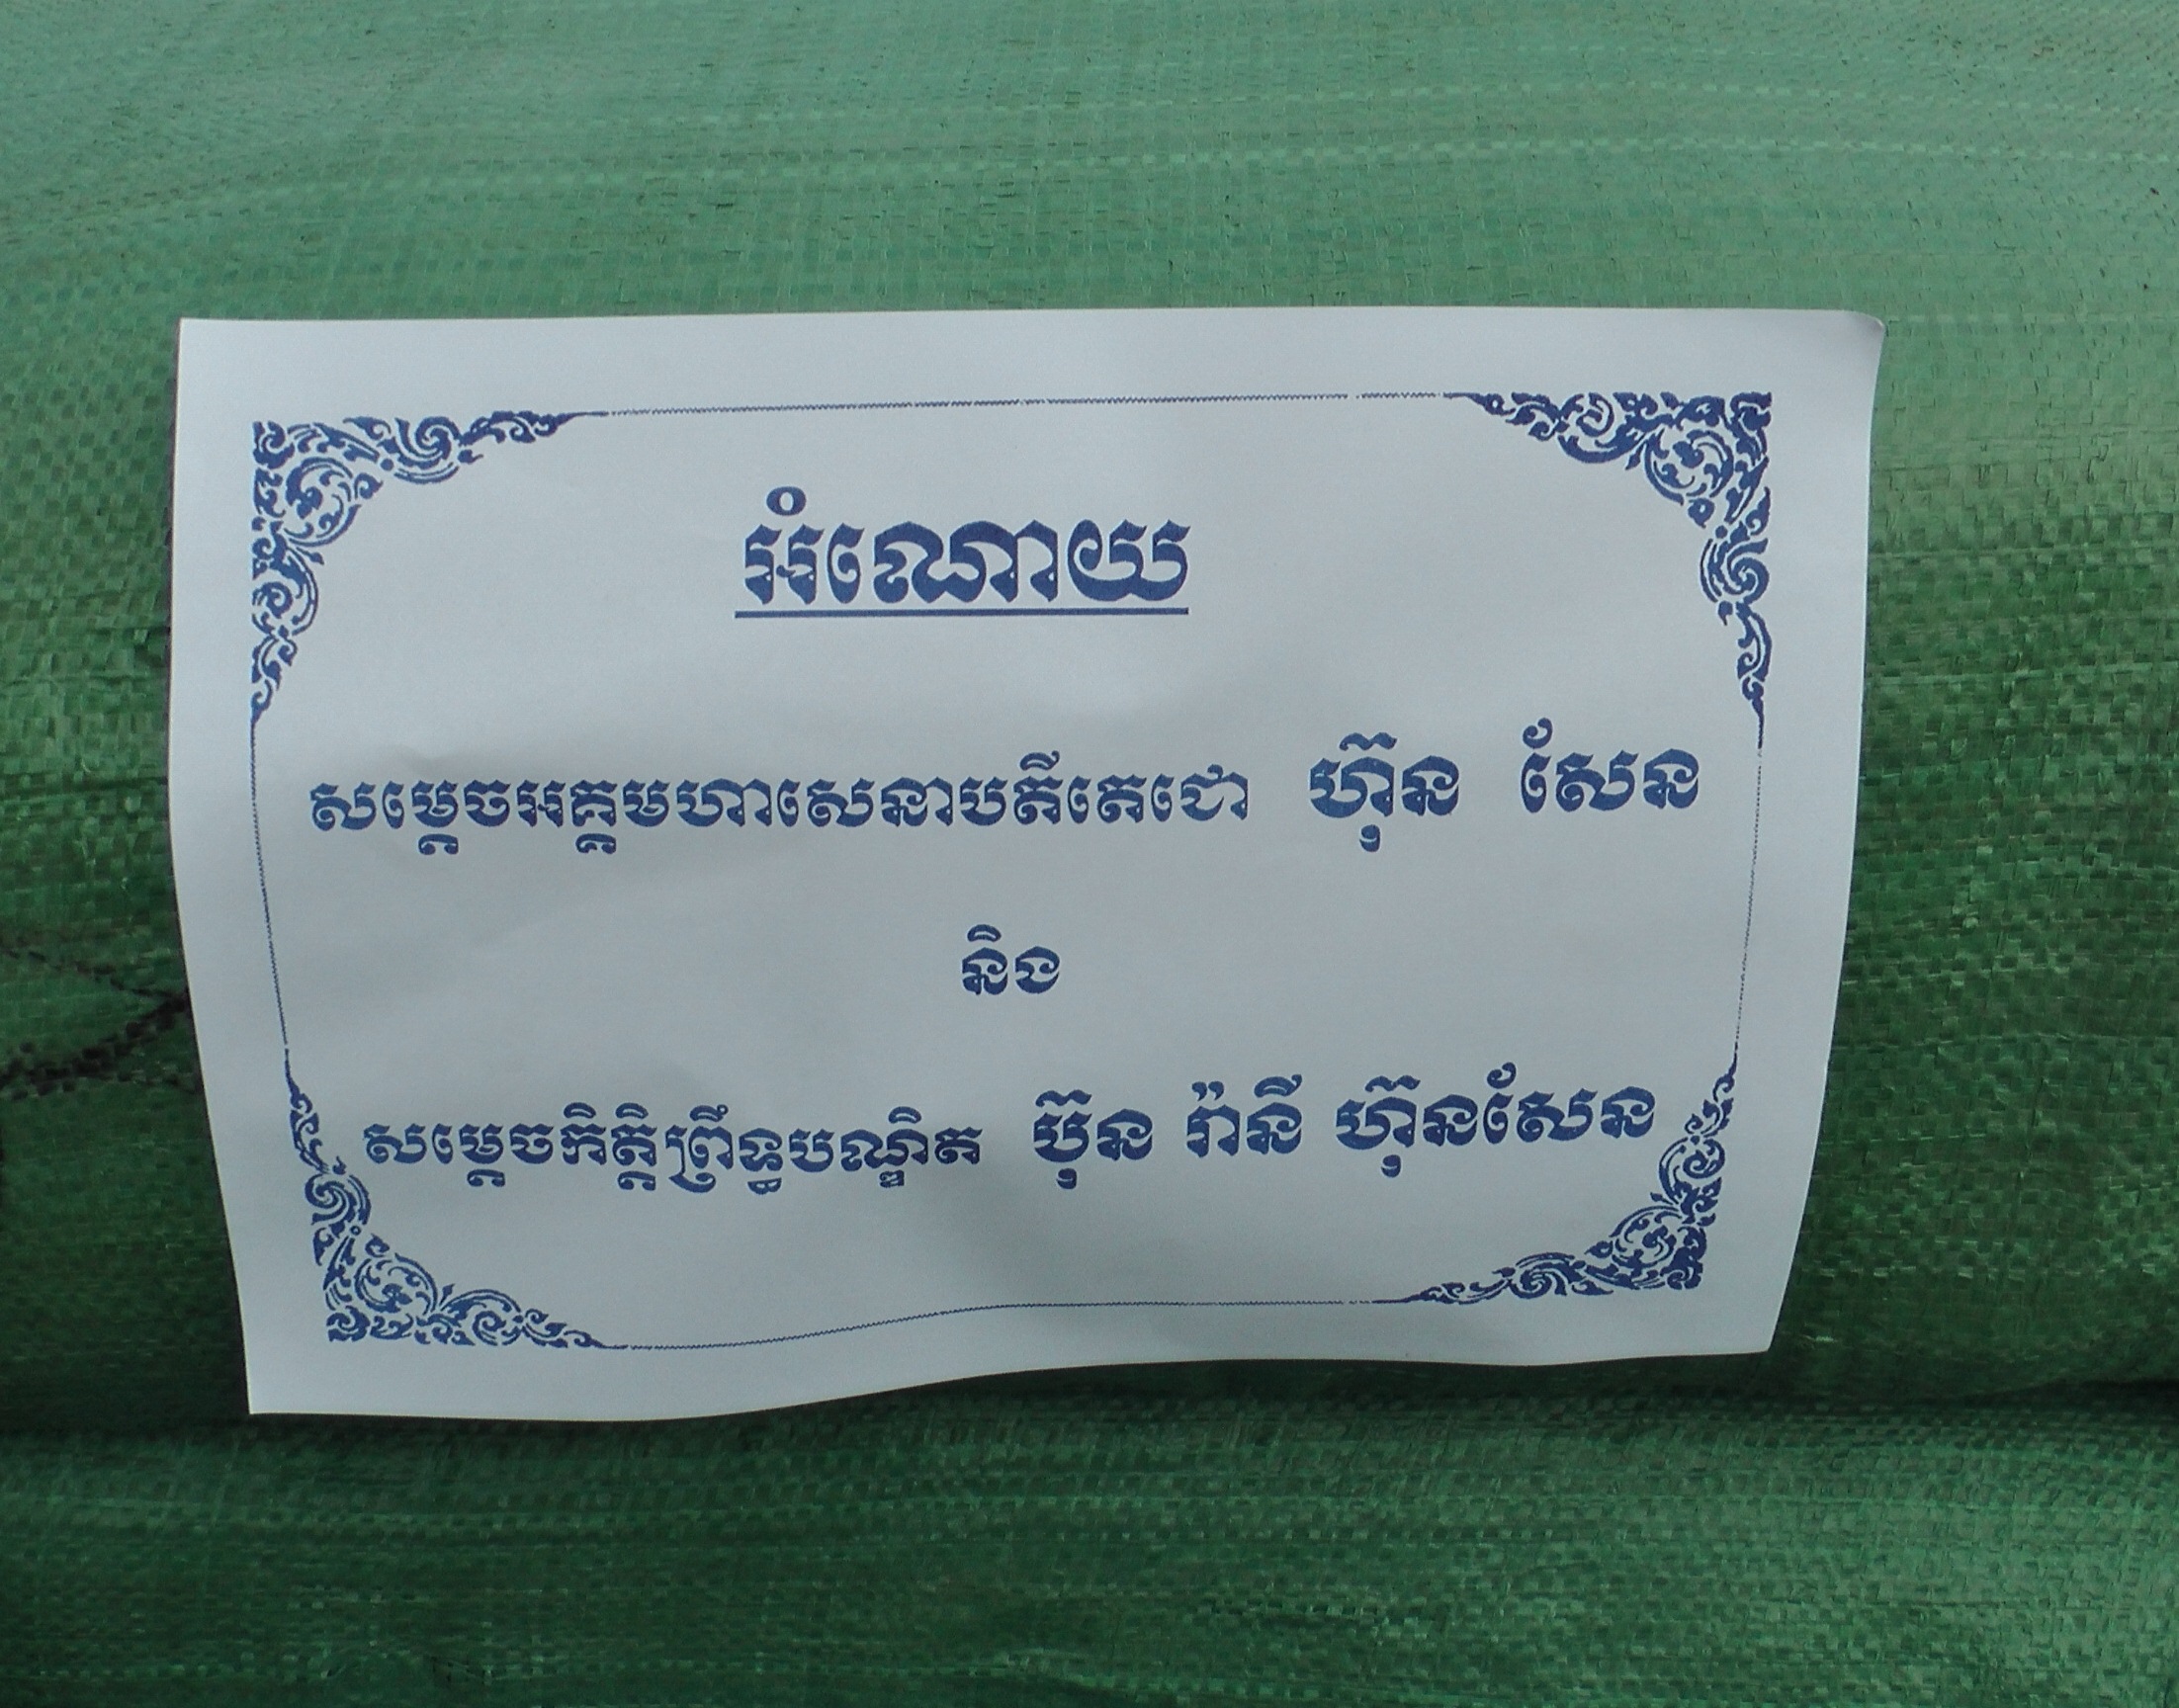 អំណោយ
សម្តេចអគ្គមហាសេនាបតីតេជោ ហ៊ុន សែន
និង
សម្តេចកិត្តិព្រឹទ្ធបណ្ឌិត ប៊ុន រ៉ានី ហ៊ុនសែន